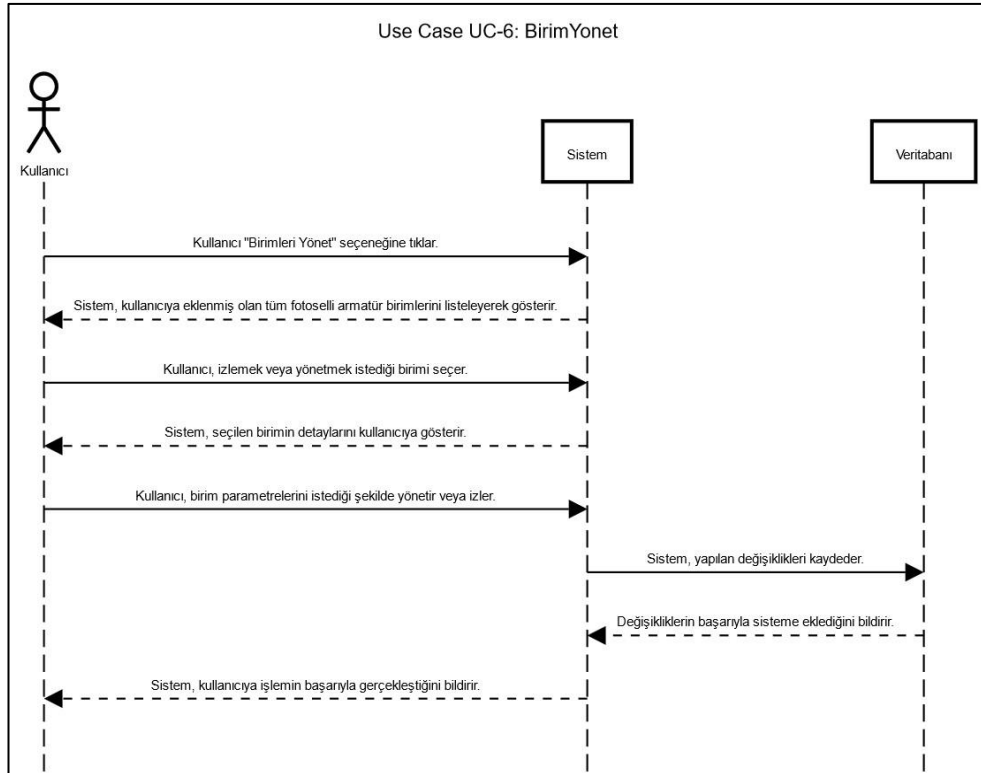 Use Case UC-6: BirimYonet
Kullanıcı
Sistem
Veritabanı
Kullanıcı "Birimleri Yönet" seçeneğine tıklar.
Sistem, kullanıcıya eklenmiş olan tüm fotoselli armatür birimlerini listeleyerek gösterir.
Kullanıcı, izlemek veya yönetmek istediği birimi seçer.
Sistem, seçilen birimin detaylarını kullanıcıya gösterir.
Kullanıcı, birim parametrelerini istediği şekilde yönetir veya izler.
Sistem, yapılan değişiklikleri kaydeder.
Değişikliklerin başarıyla sisteme eklediğini bildirir.
Sistem, kullanıcıya işlemin başarıyla gerçekleştiğini bildirir.